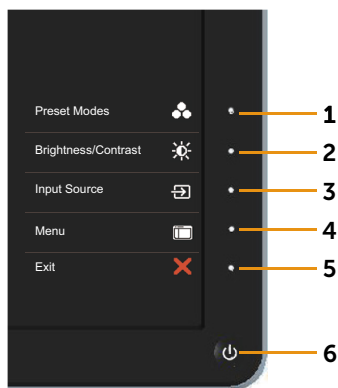 Preset Modes 1
Brightness/Contrast 2
Input Source 3
Menu 4
Exit 5
6